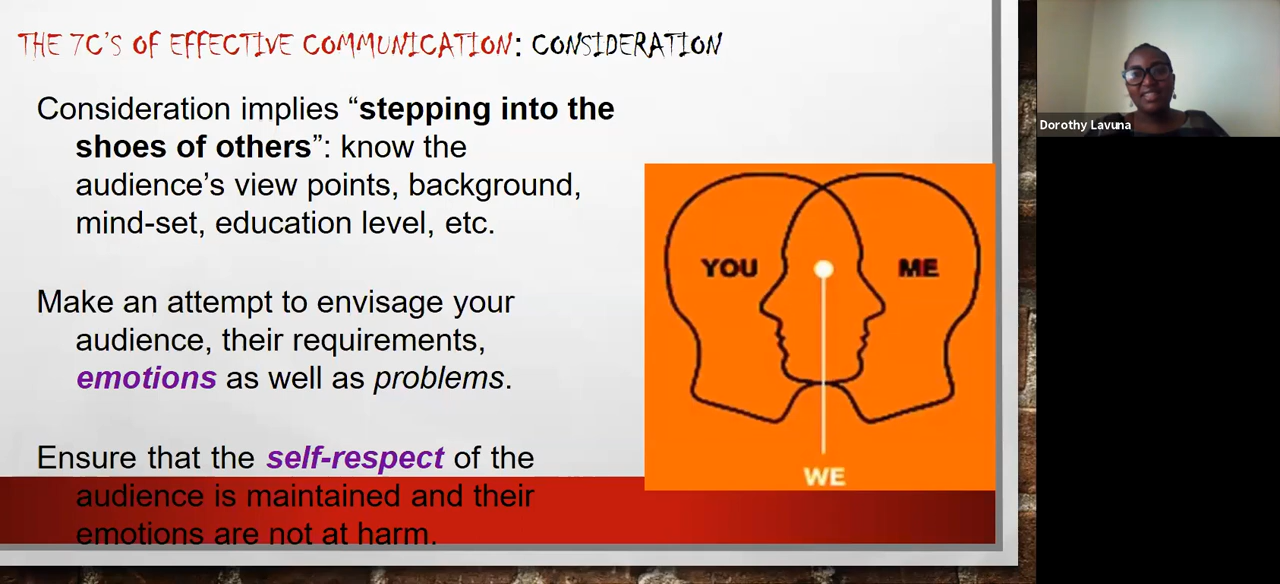 THE 7C'S OF EFFECTIVE COMMUNICATION: CONSIDERATION
Consideration implies “stepping into the
shoes of others”: know the
audience’s view points, background,
mind-set, education level, etc.
Make an attempt to envisage your
audience, their requirements,
emotions as well as problems.
Ensure that the self-respect of the
audience is maintained and their
emotions are not at harm.
YOU
ME
WE
Dorothy Lavuna